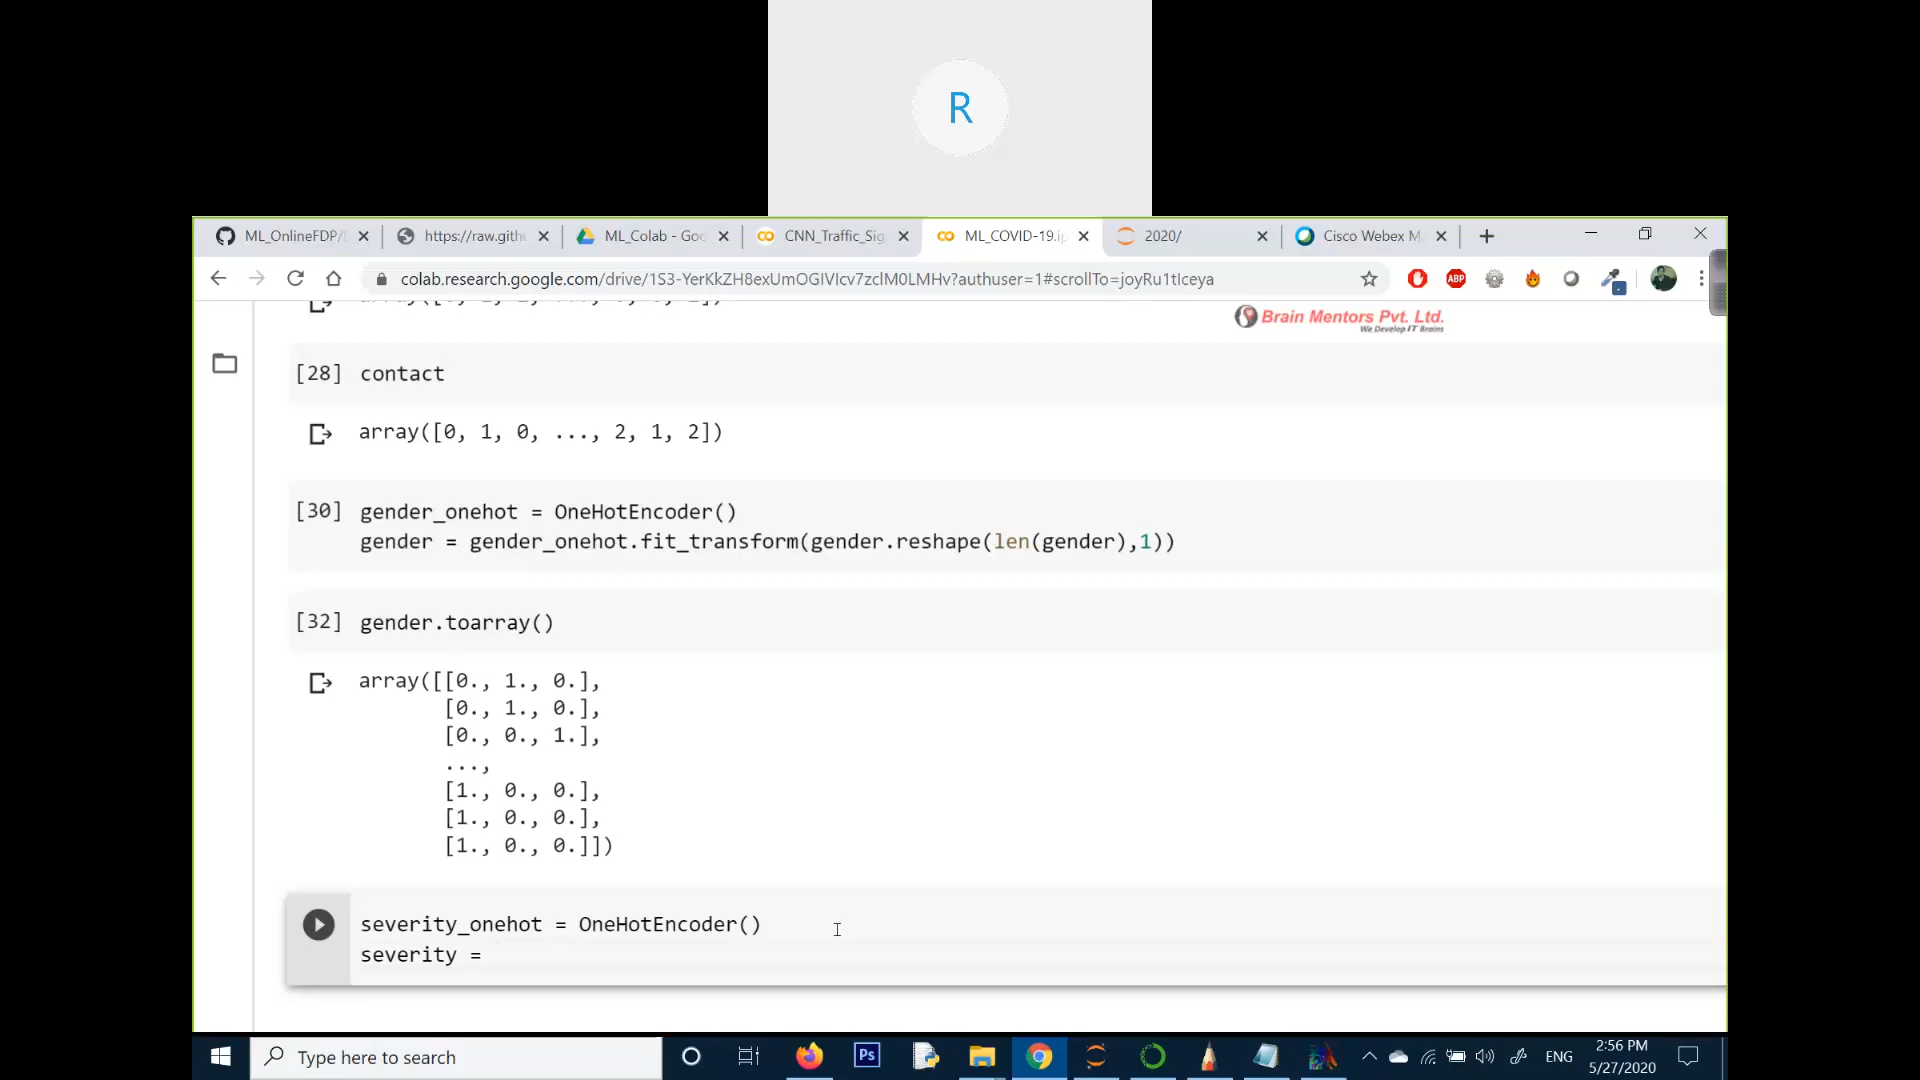 R
ML_OnlineFDP/
https://raw.gith
ML_Colab - Goo
CNN_Traffic_Sig
ML_COVID-19.ip
2020/
Cisco Webex M
colab.research.google.com/drive/1S3-YerKkZH8exUmOGIVIcv7zclM0LMHv?authuser=1#scrollTo=joyRu1tIceya
ABP
Brain Mentors Pvt. Ltd.
We Develop IT Brains
[28] contact
array([0, 1, 0, ..., 2, 1, 2])
[30] gender_onehot = OneHotEncoder()
gender = gender_onehot.fit_transform(gender.reshape(len(gender),1))
[32] gender.toarray()
array([[0., 1., 0.],
[0., 1., 0.],
[0., 0., 1.],
...,
[1., 0., 0.],
[1., 0., 0.],
[1., 0., 0.]])
severity_onehot = OneHotEncoder()
severity =
Type here to search
Ps
ENG
2:56 PM
5/27/2020